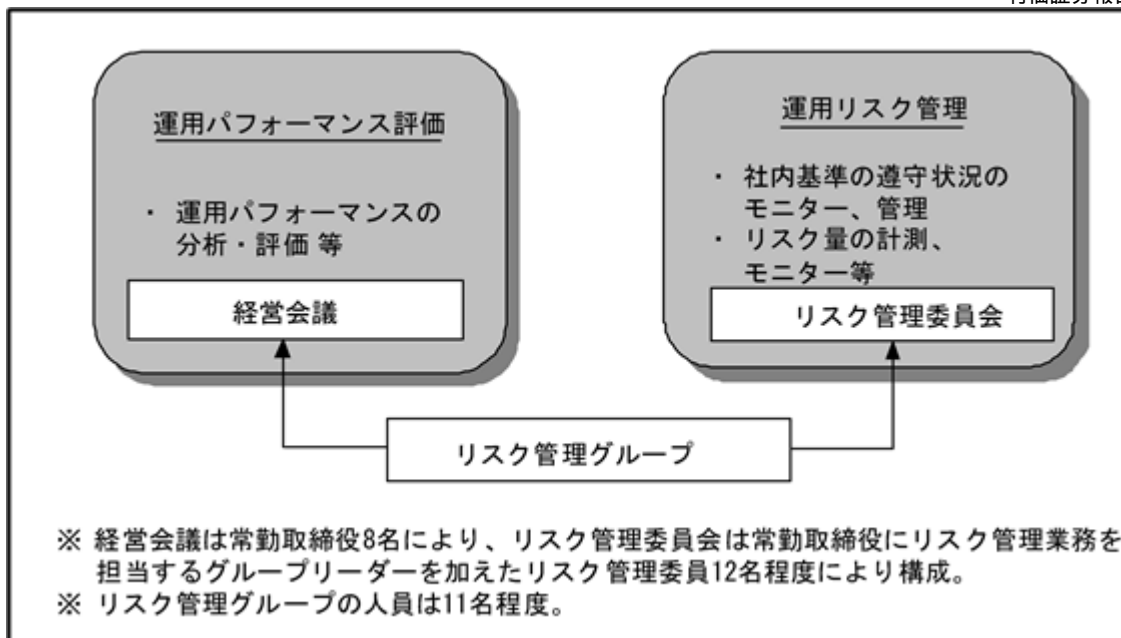 運用パフォーマンス評価
・ 運用パフォーマンスの
分析・評価 等
経営会議
運用リスク管理
・ 社内基準の遵守状況の
モニター、管理
・ リスク量の計測、
モニター等
リスク管理委員会
リスク管理グループ
※ 経営会議は常勤取締役8名により、リスク管理委員会は常勤取締役にリスク管理業務を
担当するグループリーダーを加えたリスク管理委員12名程度により構成。
※ リスク管理グループの人員は11名程度。